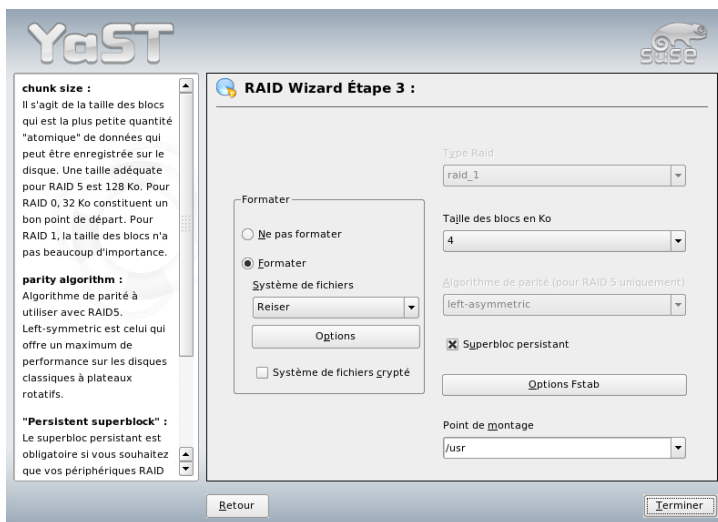 YaST
suse
chunk size :
Il s'agit de la taille des blocs
qui est la plus petite quantité
"atomique" de données qui
peut être enregistrée sur le
disque. Une taille adéquate
pour RAID 5 est 128 Ko. Pour
RAID 0, 32 Ko constituent un
bon point de départ. Pour
RAID 1, la taille des blocs n'a
pas beaucoup d'importance.
parity algorithm :
Algorithme de parité à
utiliser avec RAID5.
Left-symmetric est celui qui
offre un maximum de
performance sur les disques
classiques à plateaux
rotatifs.
"Persistent superblock" :
Le superbloc persistant est
obligatoire si vous souhaitez
que vos périphériques RAID
RAID Wizard Étape 3 :
Formater
Ne pas formater
Formater
Système de fichiers
Reiser
Options
Système de fichiers crypté
Type Raid
raid_1
Taille des blocs en Ko
4
Algorithme de parité (pour RAID 5 uniquement)
left-asymmetric
Superbloc persistant
Options Fstab
Point de montage
/usr
Retour
Terminer